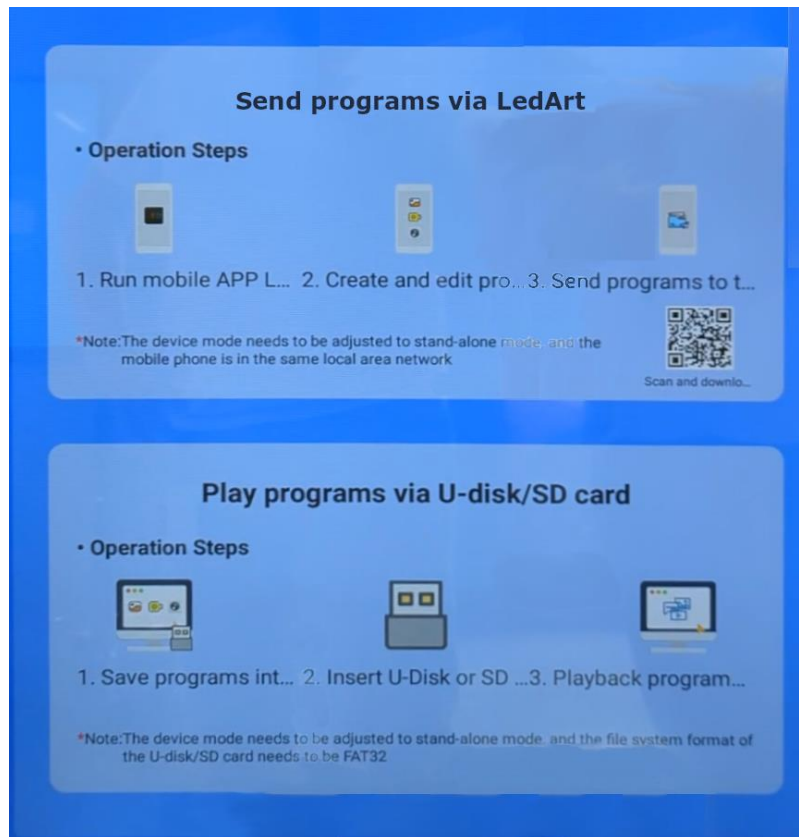 Send programs via LedArt
• Operation Steps
1. Run mobile APP L... 2. Create and edit pro... 3. Send programs to t...
*Note:The device mode needs to be adjusted to stand-alone mode, and the
mobile phone is in the same local area network
Scan and downlo...
Play programs via U-disk/SD card
• Operation Steps
1. Save programs int... 2. Insert U-Disk or SD ...3. Playback program...
*Note:The device mode needs to be adjusted to stand-alone mode, and the file system format of
the U-disk/SD card needs to be FAT32